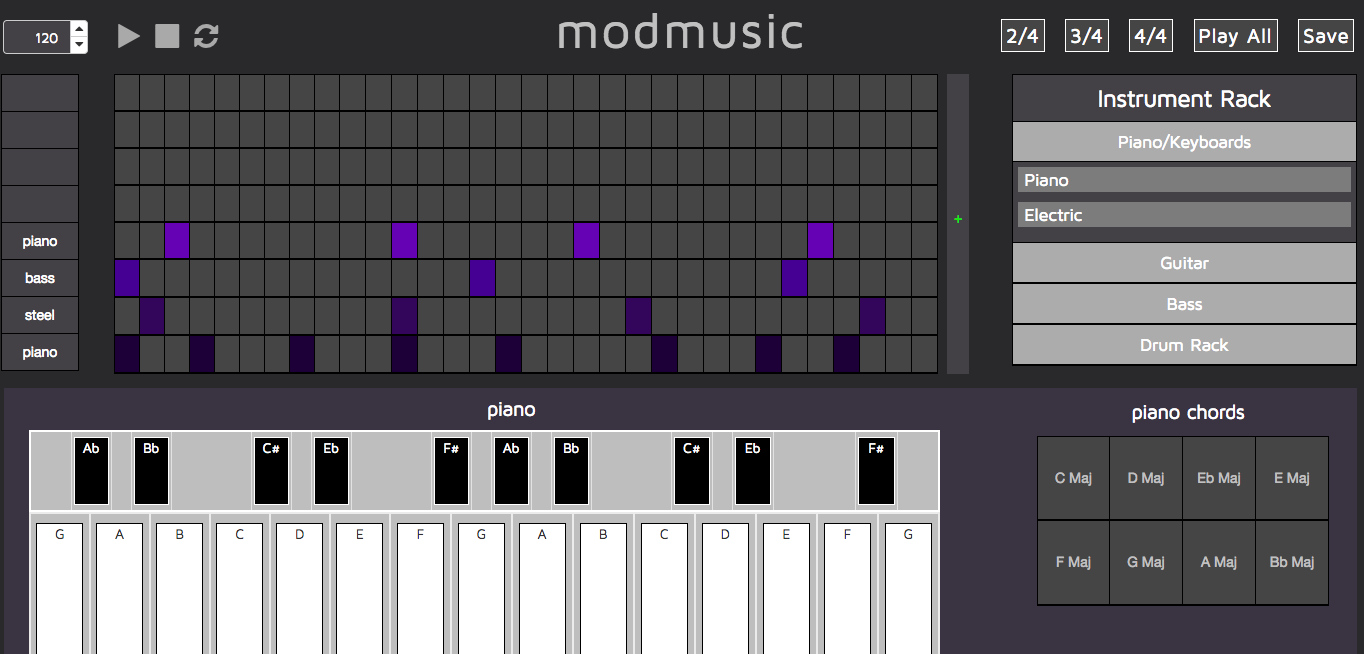 120 modmusic 2/4 3/4 4/4 Play All Save
Instrument Rack
Piano/Keyboards
Piano
Electric
Guitar
Bass
Drum Rack
piano
bass
steel
piano
+
piano
Ab Bb C# Eb F# Ab Bb C# Eb F#
G A B C D E F G A B C D E F G
piano chords
C Maj D Maj Eb Maj E Maj
F Maj G Maj A Maj Bb Maj